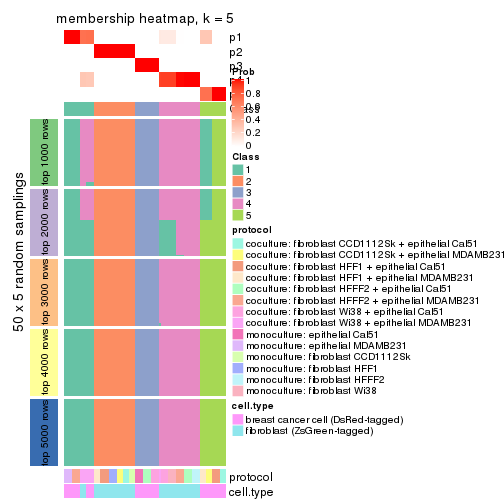 membership heatmap, k = 5
p1
p2
p3
Prob
1
0.8
0.6
0.4
0.2
0
Class
1
2
3
4
5
50 x 5 random samplings
top 1000 rows
top 2000 rows
top 3000 rows
top 4000 rows
top 5000 rows
protocol
coculture: fibroblast CCD1112Sk + epithelial Cal51
coculture: fibroblast CCD1112Sk + epithelial MDAMB231
coculture: fibroblast HFF1 + epithelial Cal51
coculture: fibroblast HFF1 + epithelial MDAMB231
coculture: fibroblast HFFF2 + epithelial Cal51
coculture: fibroblast HFFF2 + epithelial MDAMB231
coculture: fibroblast Wi38 + epithelial Cal51
coculture: fibroblast Wi38 + epithelial MDAMB231
monoculture: epithelial Cal51
monoculture: epithelial MDAMB231
monoculture: fibroblast CCD1112Sk
monoculture: fibroblast HFF1
monoculture: fibroblast HFFF2
monoculture: fibroblast Wi38
cell.type
breast cancer cell (DsRed-tagged)
fibroblast (ZsGreen-tagged)
protocol
cell.type